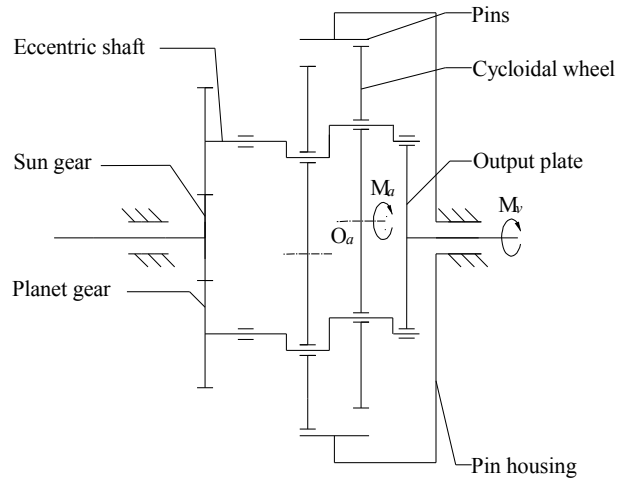 Pins
Eccentric shaft
Cycloidal wheel
Sun gear
Output plate
Ma
Mv
Oa
Planet gear
Pin housing